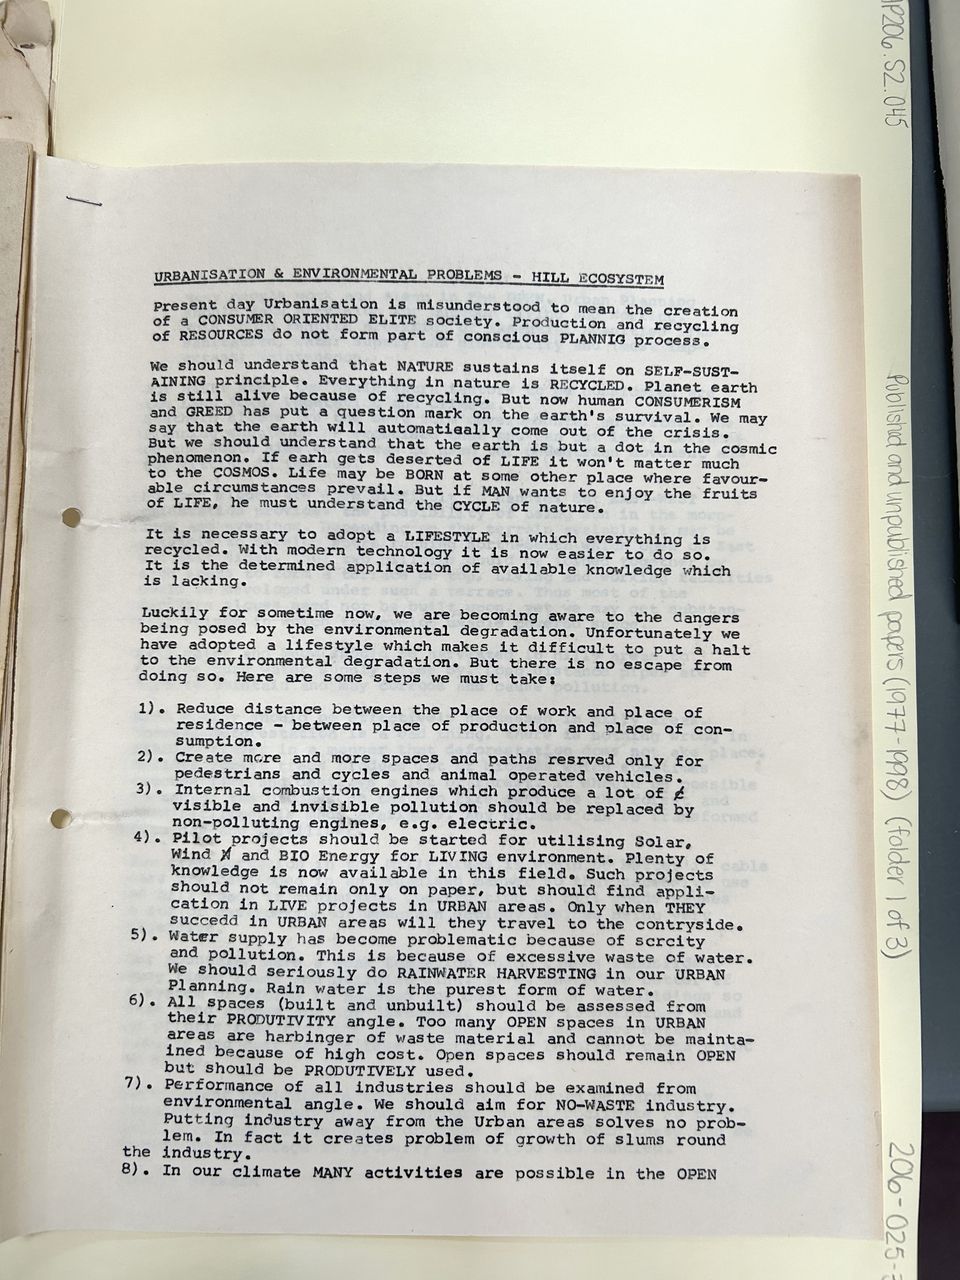 URBANISATION & ENVIRONMENTAL PROBLEMS - HILL ECOSYSTEM
Present day Urbanisation is misunderstood to mean the creation
of a CONSUMER ORIENTED ELITE society. Production and recycling
of RESOURCES do not form part of conscious PLANNIG process.
We should understand that NATURE sustains itself on SELF-SUST-
AINING principle. Everything in nature is RECYCLED. Planet earth
is still alive because of recycling. But now human CONSUMERISM
and GREED has put a question mark on the earth's survival. We may
say that the earth will automatically come out of the crisis.
But we should understand that the earth is but a dot in the cosmic
phenomenon. If earh gets deserted of LIFE it won't matter much
to the COSMOS. Life may be BORN at some other place where favour-
able circumstances prevail. But if MAN wants to enjoy the fruits
of LIFE, he must understand the CYCLE of nature.
It is necessary to adopt a LIFESTYLE in which everything is
recycled. With modern technology it is now easier to do so.
It is the determined application of available knowledge which
is lacking.
Luckily for sometime now, we are becoming aware to the dangers
being posed by the environmental degradation. Unfortunately we
have adopted a lifestyle which makes it difficult to put a halt
to the environmental degradation. But there is no escape from
doing so. Here are some steps we must take:
1). Reduce distance between the place of work and place of
residence - between place of production and place of con-
sumption.
2). Create more and more spaces and paths resrved only for
pedestrians and cycles and animal operated vehicles.
3). Internal combustion engines which produce a lot of
visible and invisible pollution should be replaced by
non-polluting engines, e.g. electric.
4). Pilot projects should be started for utilising Solar,
Wind and BIO Energy for LIVING environment. Plenty of
knowledge is now available in this field. Such projects
should not remain only on paper, but should find appli-
cation in LIVE projects in URBAN areas. Only when THEY
succedd in URBAN areas will they travel to the contryside.
5). Water supply has become problematic because of scrcity
and pollution. This is because of excessive waste of water.
We should seriously do RAINWATER HARVESTING in our URBAN
Planning. Rain water is the purest form of water.
6). All spaces (built and unbuilt) should be assessed from
their PRODUTIVITY angle. Too many OPEN spaces in URBAN
areas are harbinger of waste material and cannot be mainta-
ined because of high cost. Open spaces should remain OPEN
but should be PRODUTIVELY used.
7). Performance of all industries should be examined from
environmental angle. We should aim for NO-WASTE industry.
Putting industry away from the Urban areas solves no prob-
lem. In fact it creates problem of growth of slums round
the industry.
8). In our climate MANY activities are possible in the OPEN
P206.S2.045
Published and unpublished papers (1977-1998) (folder 1 of 3)
206-025-